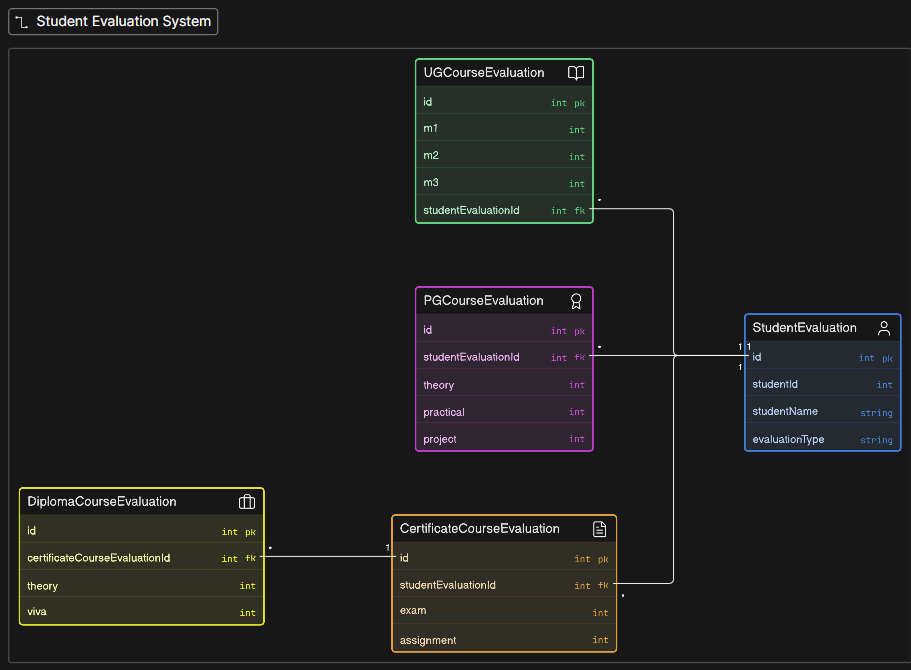 Student Evaluation System
UGCourseEvaluation
id int pk
m1 int
m2 int
m3 int
studentEvaluationId int fk
*
PGCourseEvaluation
id int pk
studentEvaluationId int fk
*
theory int
practical int
project int
StudentEvaluation
1 1
1
id int pk
studentId int
studentName string
evaluationType string
DiplomaCourseEvaluation
id int pk
certificateCourseEvaluationId int fk
*
theory int
viva int
CertificateCourseEvaluation
1
id int pk
studentEvaluationId int fk
*
exam int
assignment int